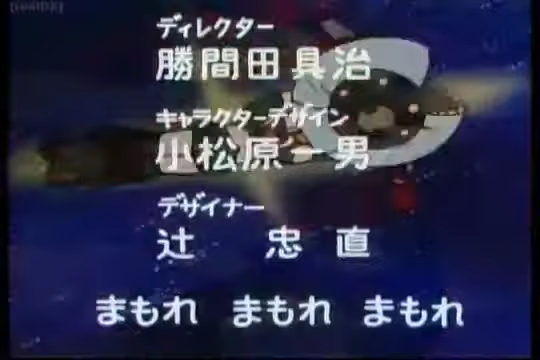 ディレクター
勝間田具治
キャラクターデザイン
小松原一男
デザイナー
辻 忠直
まもれ まもれ まもれ